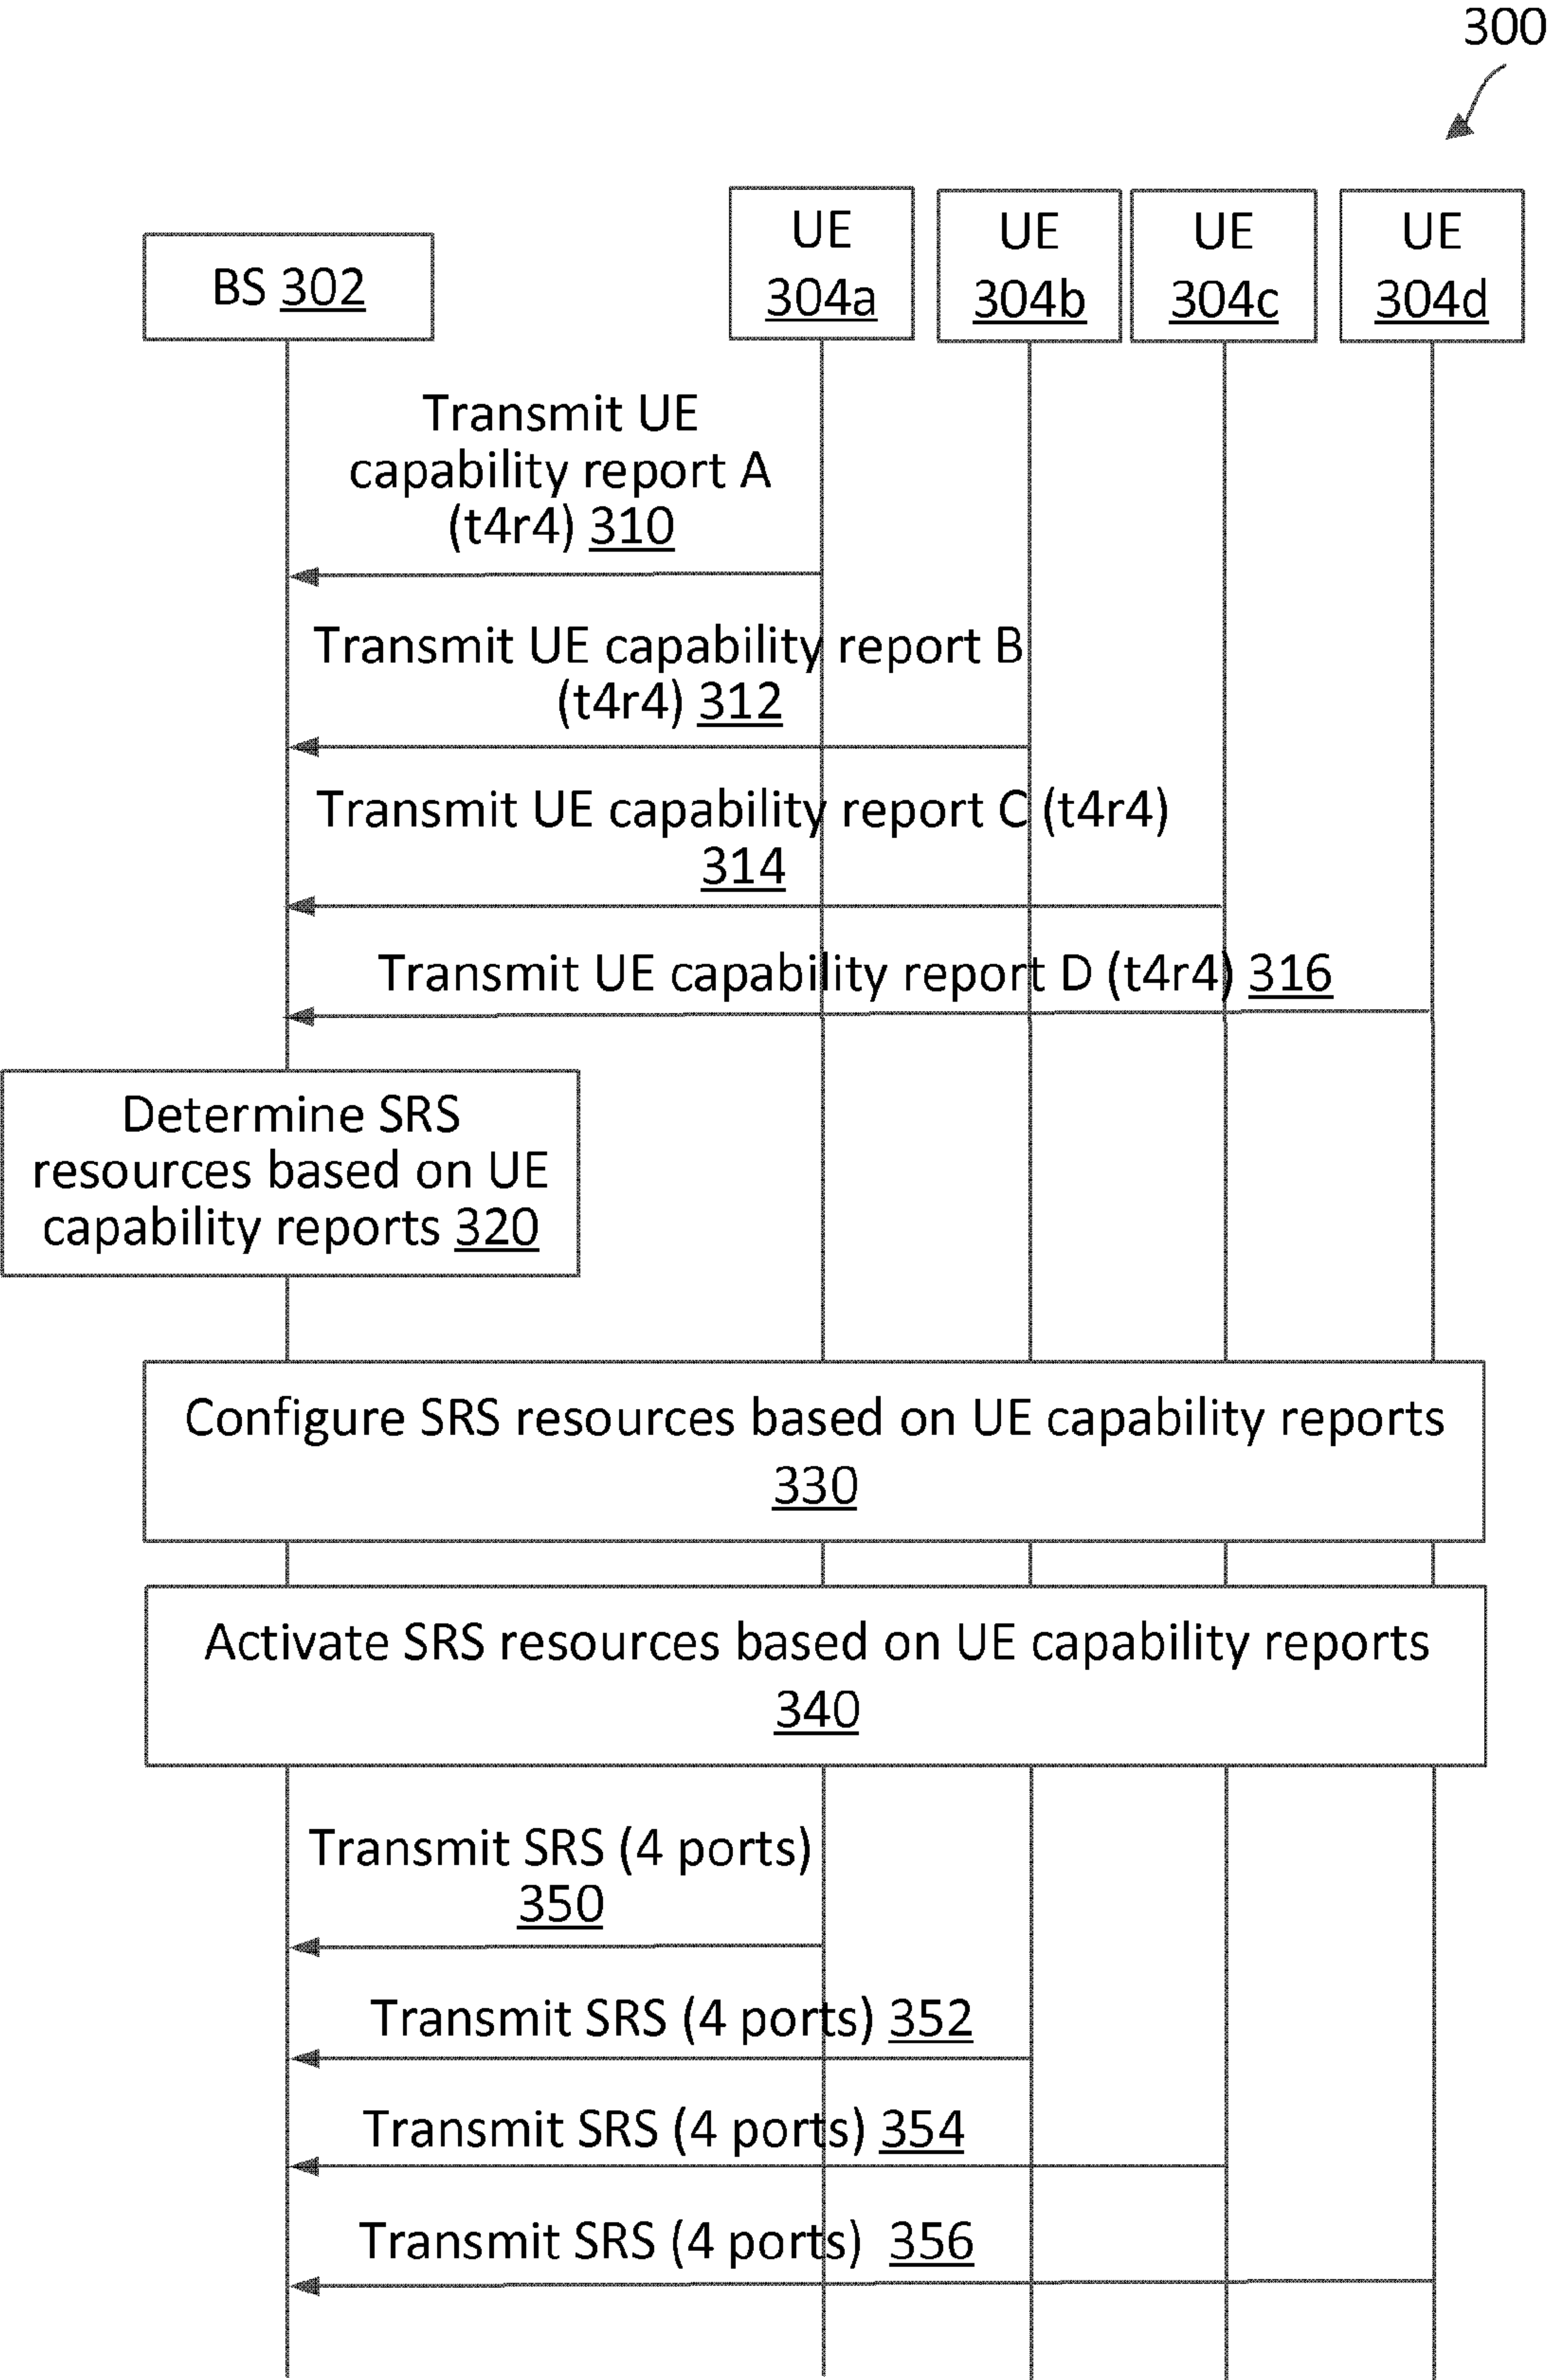 300
BS 302
UE
304a
UE
304b
UE
304c
UE
304d
Transmit UE
capability report A
(t4r4) 310
Transmit UE capability report B
(t4r4) 312
Transmit UE capability report C (t4r4)
314
Transmit UE capability report D (t4r4) 316
Determine SRS
resources based on UE
capability reports 320
Configure SRS resources based on UE capability reports
330
Activate SRS resources based on UE capability reports
340
Transmit SRS (4 ports)
350
Transmit SRS (4 ports) 352
Transmit SRS (4 ports) 354
Transmit SRS (4 ports) 356